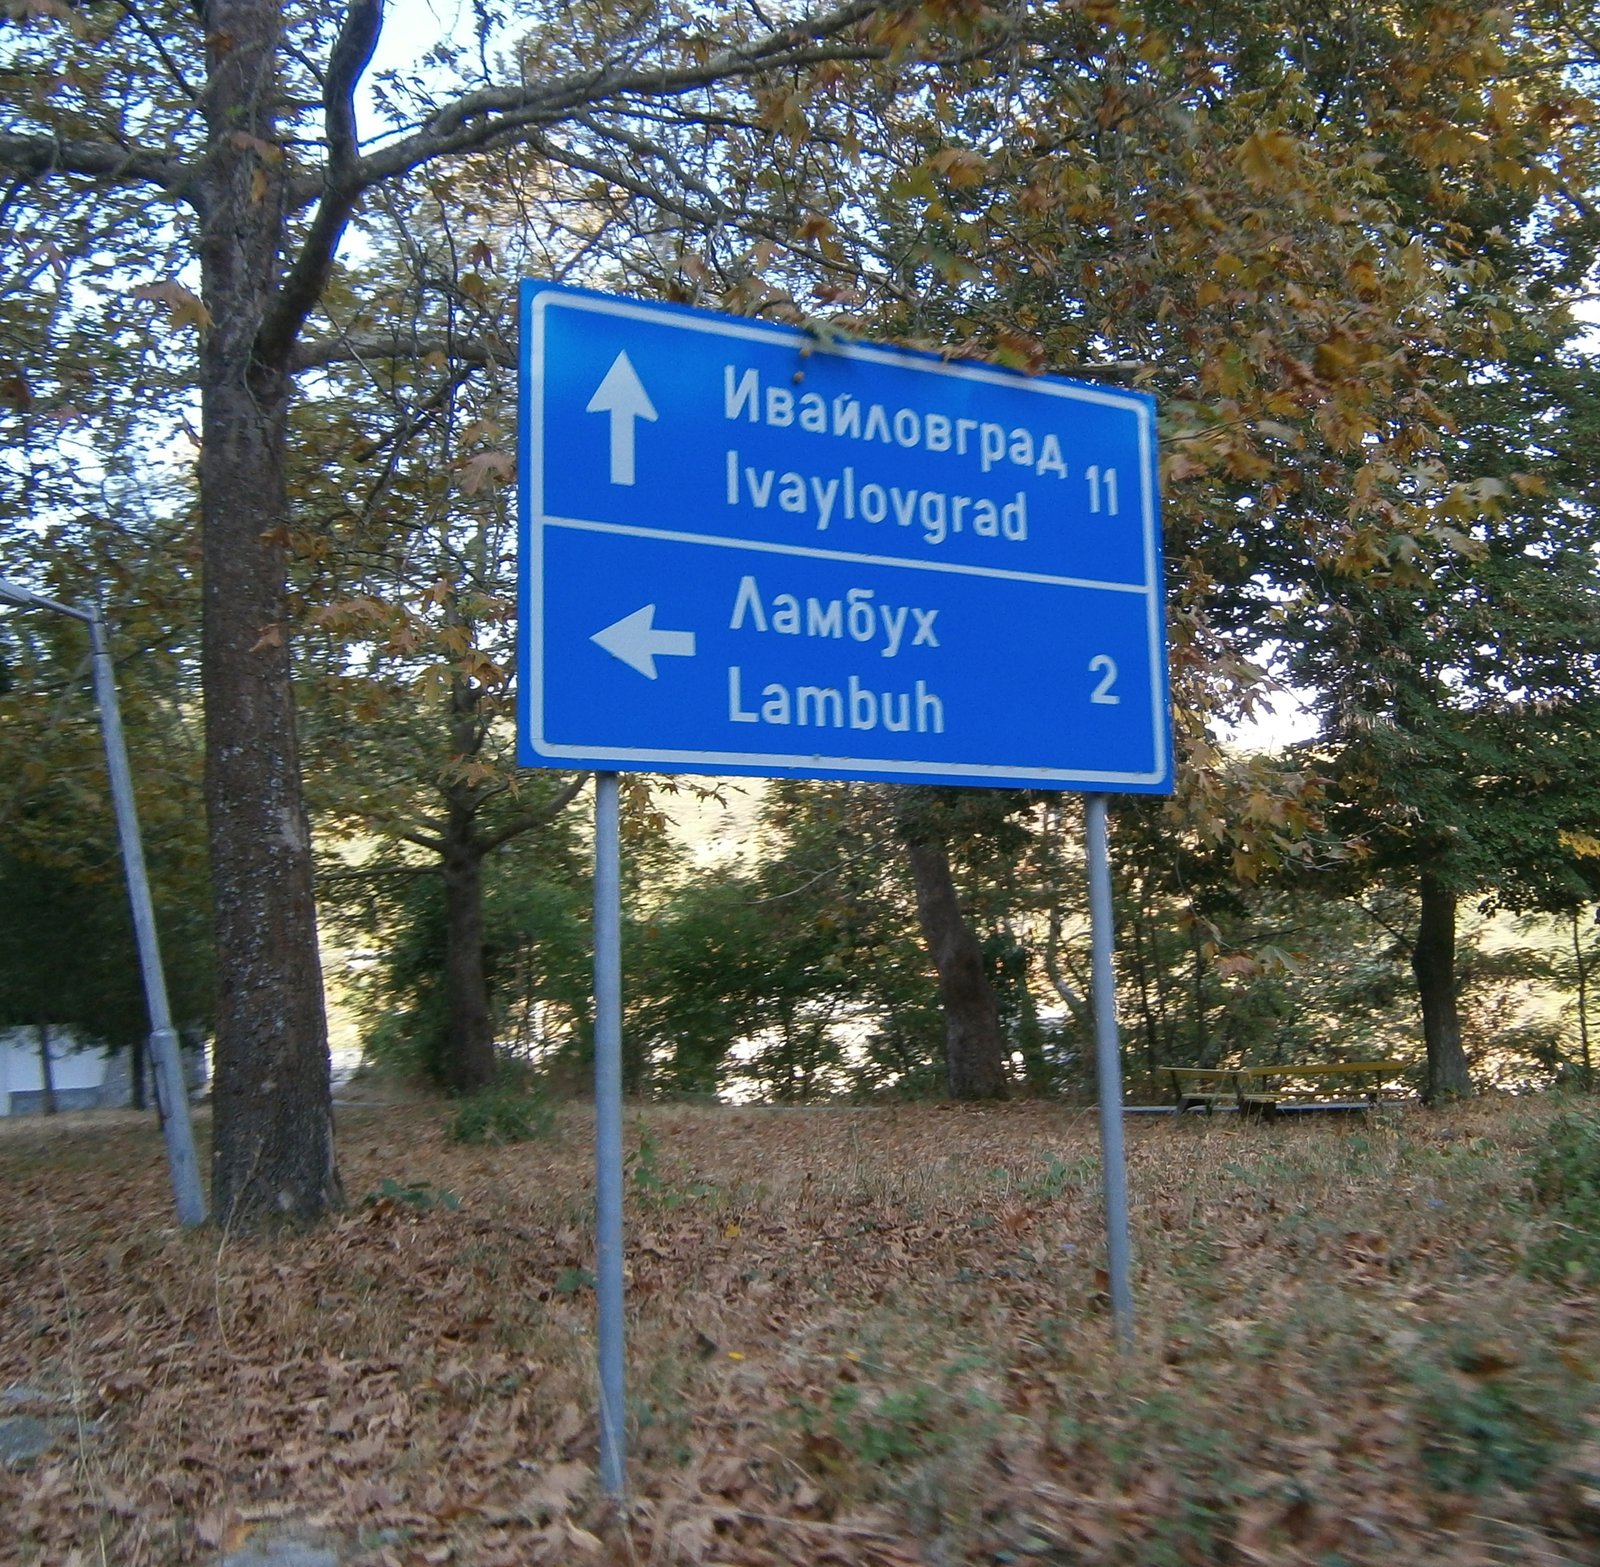 Ивайловград
Ivaylovgrad 11
Ламбух
Lambuh 2